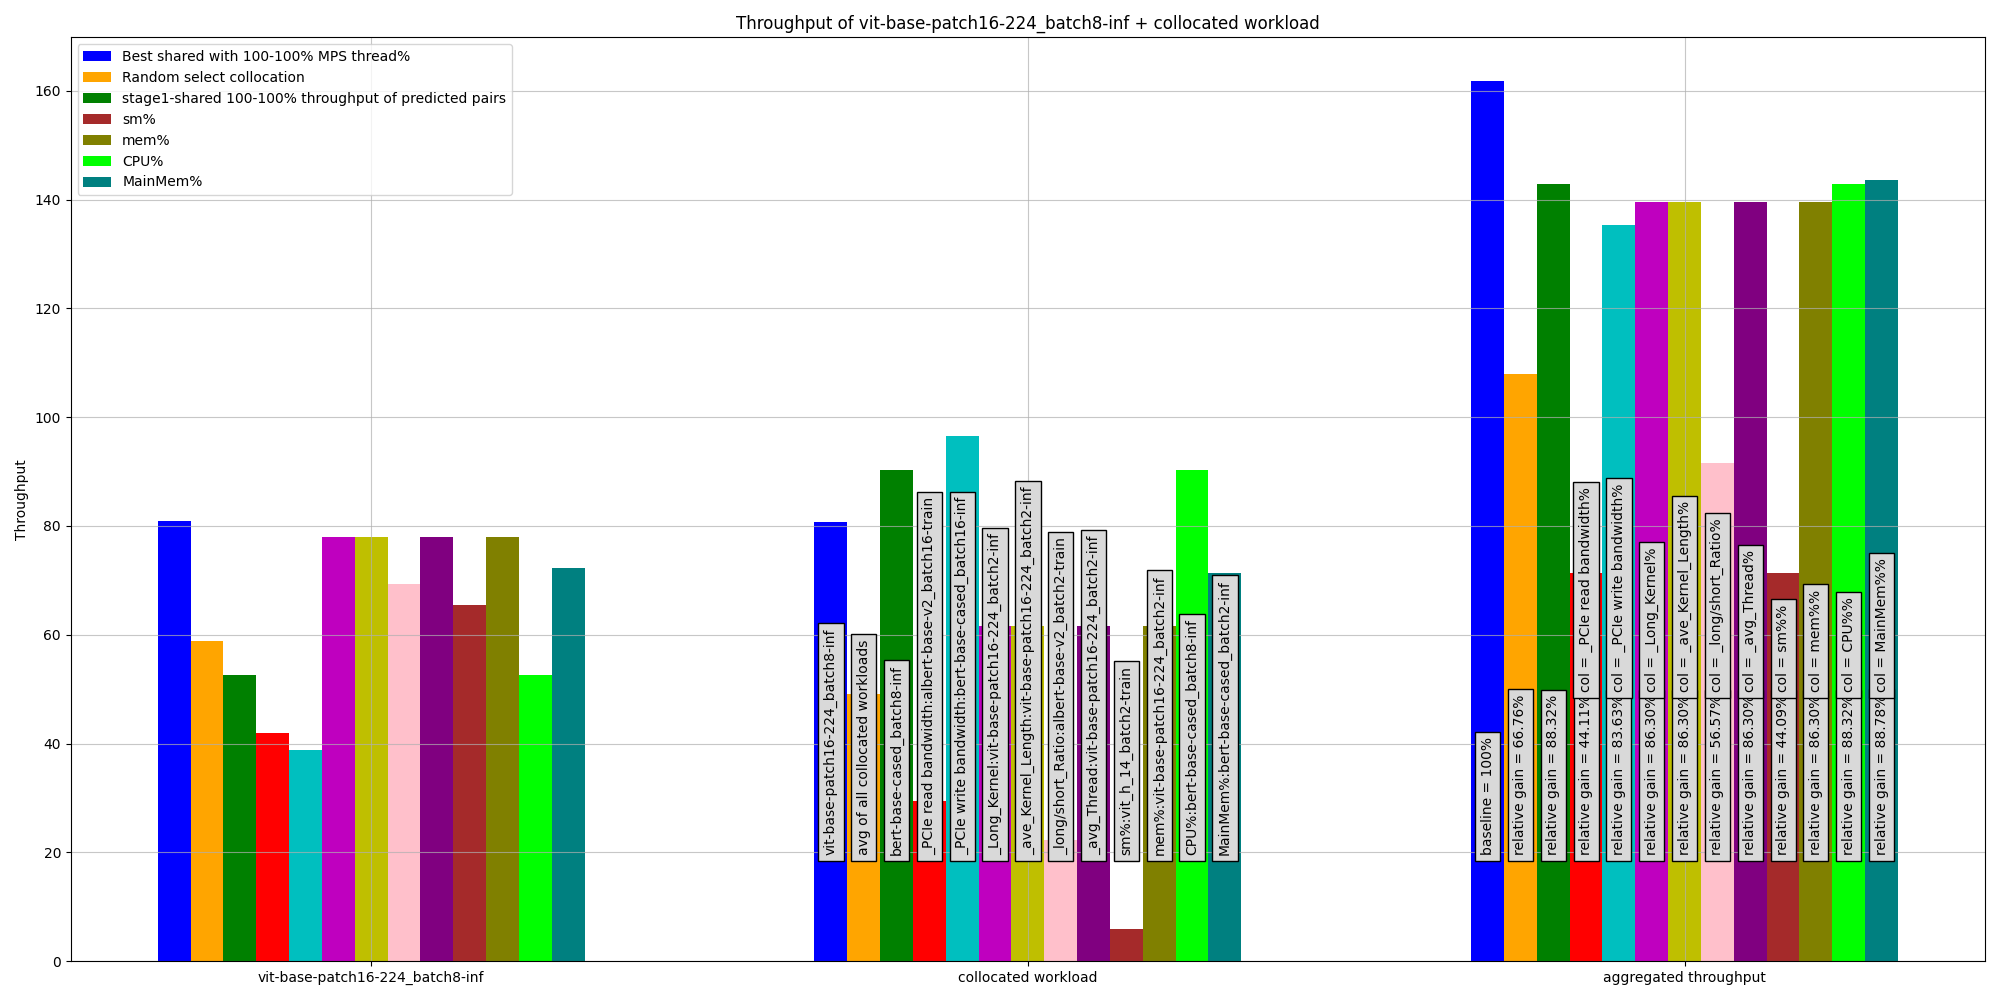 Throughput of vit-base-patch16-224_batch8-inf + collocated workload
Best shared with 100-100% MPS thread%
Random select collocation
stage1-shared 100-100% throughput of predicted pairs
sm%
mem%
CPU%
MainMem%
Throughput
160
140
120
100
80
60
40
20
0
vit-base-patch16-224_batch8-inf
avg of all collocated workloads
bert-base-cased_batch8-inf
_PCIe read bandwidth:albert-base-v2_batch16-train
_PCIe write bandwidth:bert-base-cased_batch16-inf
_Long_Kernel:vit-base-patch16-224_batch2-inf
_ave_Kernel_Length:vit-base-patch16-224_batch2-inf
_long/short_Ratio:albert-base-v2_batch2-train
_avg_Thread:vit-base-patch16-224_batch2-inf
sm%:vit_h_14_batch2-train
mem%:vit-base-patch16-224_batch2-inf
CPU%:bert-base-cased_batch8-inf
MainMem%:bert-base-cased_batch2-inf
baseline = 100%
relative gain = 66.76%
relative gain = 88.32%
relative gain = 44.11%
col = _PCIe read bandwidth%
relative gain = 83.63%
col = _PCIe write bandwidth%
relative gain = 86.30%
col = _Long_Kernel%
relative gain = 86.30%
col = _ave_Kernel_Length%
relative gain = 56.57%
col = _long/short_Ratio%
relative gain = 86.30%
col = _avg_Thread%
relative gain = 44.09%
col = sm%%
relative gain = 86.30%
col = mem%%
relative gain = 88.32%
col = CPU%%
relative gain = 88.78%
col = MainMem%%
vit-base-patch16-224_batch8-inf
collocated workload
aggregated throughput